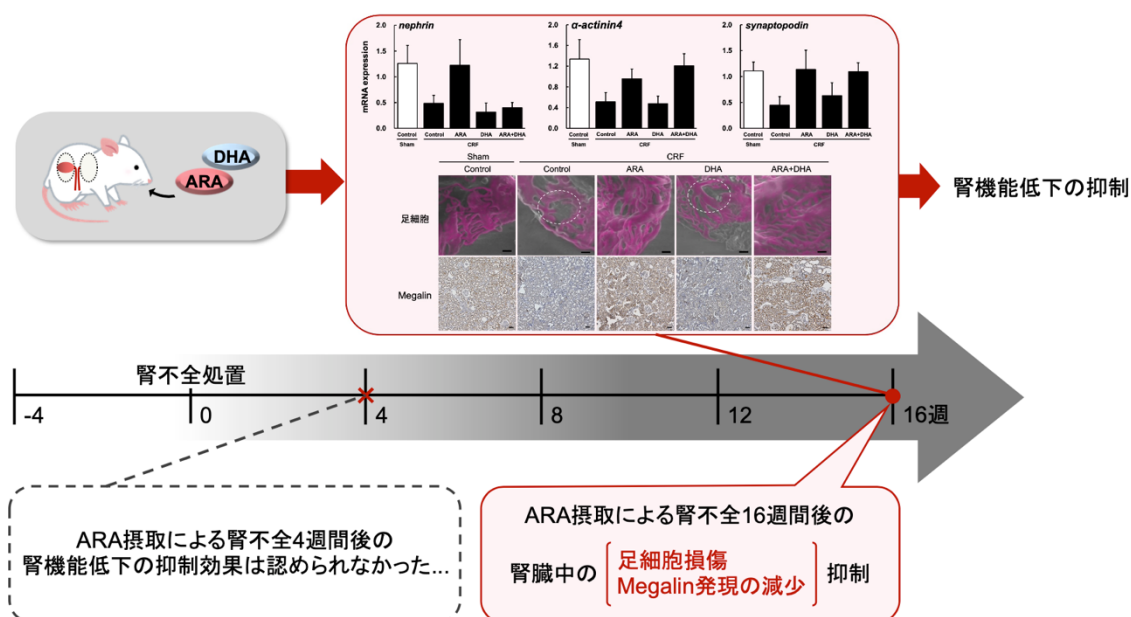 nephrin
α-actinin4
synaptopodin
mRNA expression
2.0
1.5
1.0
0.5
0.0
Control
Control
ARA
DHA
ARA+DHA
Sham
CRF
2.0
1.6
1.2
0.8
0.4
0.0
Control
Control
ARA
DHA
ARA+DHA
Sham
CRF
2.0
1.5
1.0
0.5
0.0
Control
Control
ARA
DHA
ARA+DHA
Sham
CRF
DHA
ARA
Sham
CRF
Control
Control
ARA
DHA
ARA+DHA
足細胞
Megalin
腎機能低下の抑制
腎不全処置
-4
0
4
8
12
16週
ARA摂取による腎不全4週間後の
腎機能低下の抑制効果は認められなかった...
ARA摂取による腎不全16週間後の
腎臓中の
足細胞損傷
Megalin発現の減少
抑制